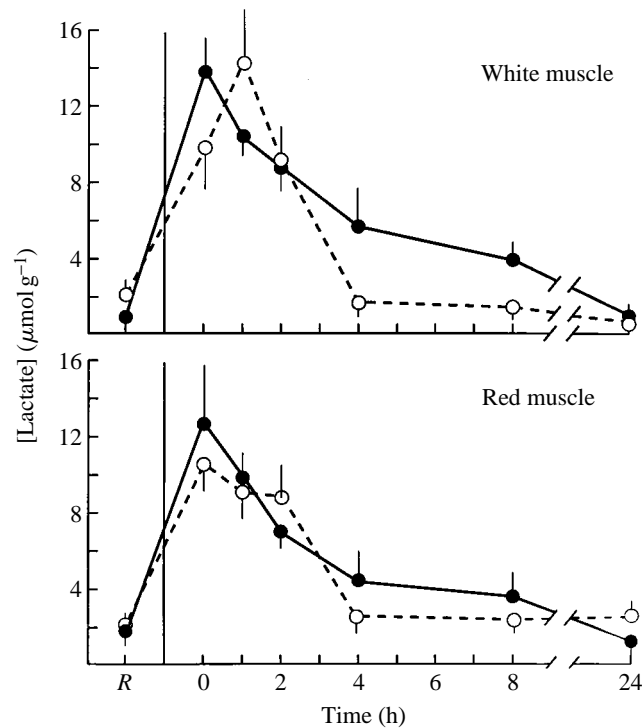 16
White muscle
12
8
4
[Lactate] (μmol g⁻¹)
16
Red muscle
12
8
4
R 0 2 4 6 8 24
Time (h)